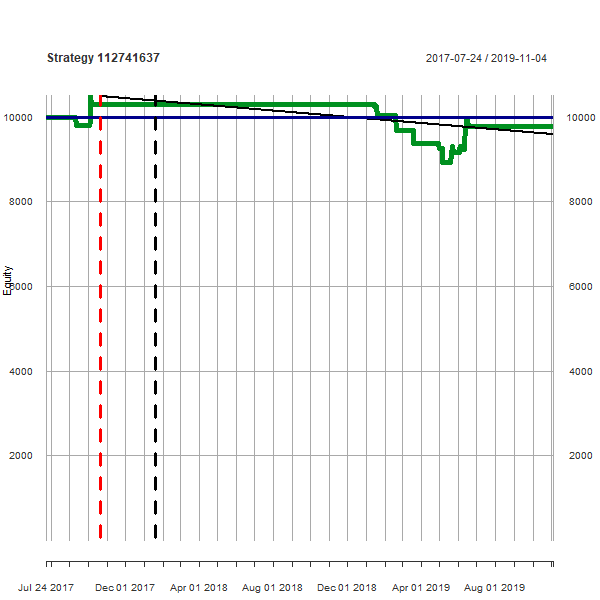 Strategy 112741637
2017-07-24 / 2019-11-04
10000
10000
8000
8000
6000
6000
Equity
4000
4000
2000
2000
Jul 24 2017
Dec 01 2017
Apr 01 2018
Aug 01 2018
Dec 01 2018
Apr 01 2019
Aug 01 2019